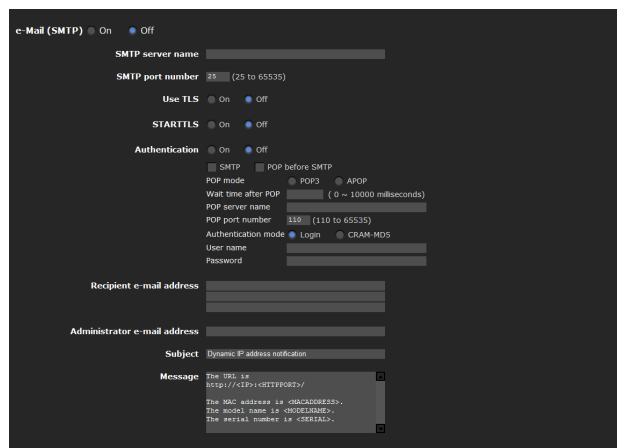 e-Mail (SMTP) On Off
SMTP server name
SMTP port number 25 (25 to 65535)
Use TLS On Off
STARTTLS On Off
Authentication On Off
SMTP POP before SMTP
POP mode POP3 APOP
Wait time after POP ( 0 ~ 10000 milliseconds)
POP server name
POP port number 110 (110 to 65535)
Authentication mode Login CRAM-MD5
User name
Password
Recipient e-mail address
Administrator e-mail address
Subject Dynamic IP address notification
Message The URL is
http://<IP>:<HTTPPORT>/
The MAC address is <MACADDRESS>.
The model name is <MODELNAME>.
The serial number is <SERIAL>.